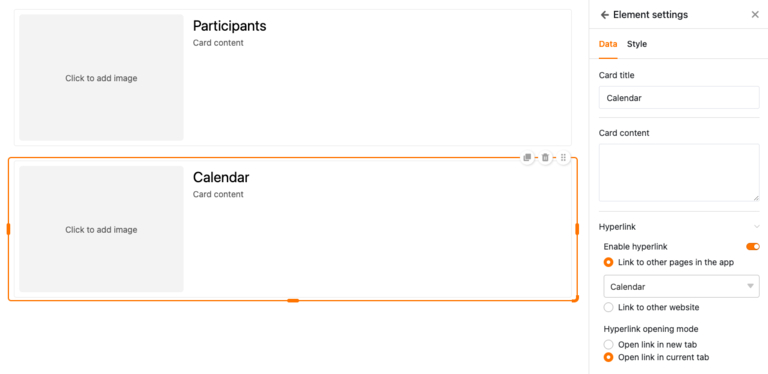 Participants
Card content
Click to add image
Calendar
Card content
Click to add image
Element settings
Data Style
Card title
Calendar
Card content
Hyperlink
Enable hyperlink
Link to other pages in the app
Calendar
Link to other website
Hyperlink opening mode
Open link in new tab
Open link in current tab